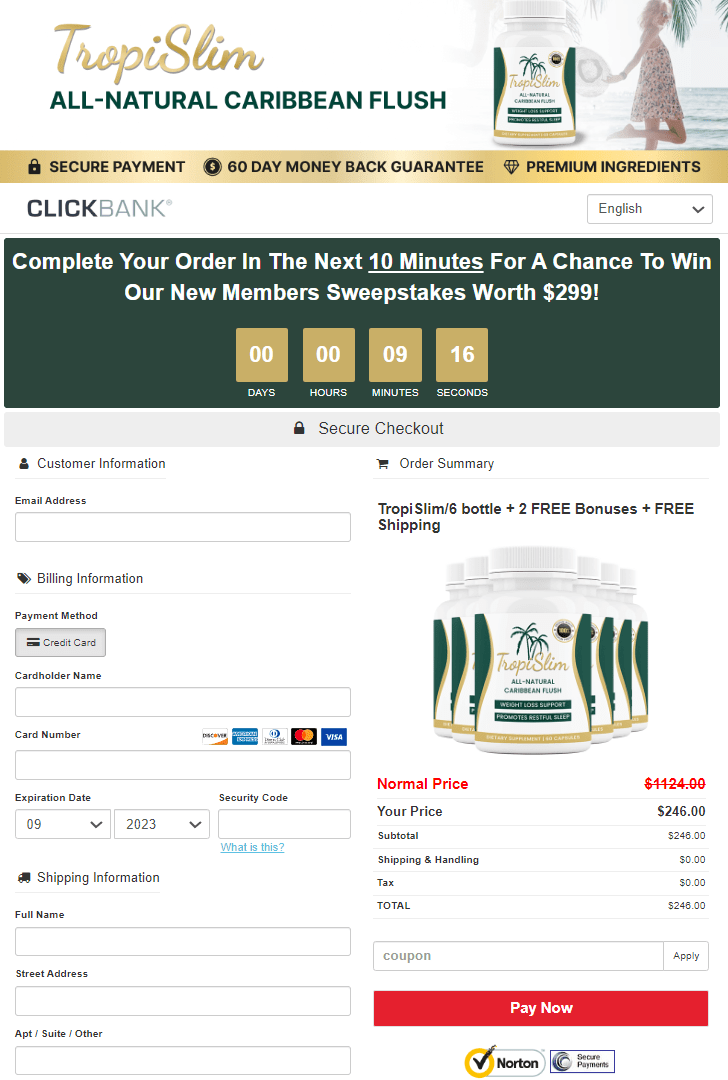 TropiSlim
ALL-NATURAL CARIBBEAN FLUSH
TropiSlim
ALL-NATURAL
CARIBBEAN FLUSH
WEIGHT LOSS SUPPORT
PROMOTES RESTFUL SLEEP
SECURE PAYMENT
60 DAY MONEY BACK GUARANTEE
PREMIUM INGREDIENTS
CLICKBANK®
English
Complete Your Order In The Next 10 Minutes For A Chance To Win
Our New Members Sweepstakes Worth $299!
00 00 09 16
DAYS HOURS MINUTES SECONDS
Secure Checkout
Customer Information
Email Address
Billing Information
Payment Method
Credit Card
Cardholder Name
Card Number
DISCOVER
VISA
Expiration Date
Security Code
09
2023
What is this?
Shipping Information
Full Name
Street Address
Apt / Suite / Other
Order Summary
TropiSlim/6 bottle + 2 FREE Bonuses + FREE
Shipping
TropiSlim
ALL-NATURAL
CARIBBEAN FLUSH
WEIGHT LOSS SUPPORT
PROMOTES RESTFUL SLEEP
DIETARY SUPPLEMENT | 60 CAPSULES
Normal Price $1124.00
Your Price $246.00
Subtotal $246.00
Shipping & Handling $0.00
Tax $0.00
TOTAL $246.00
coupon
Apply
Pay Now
Norton
Secure
Payments